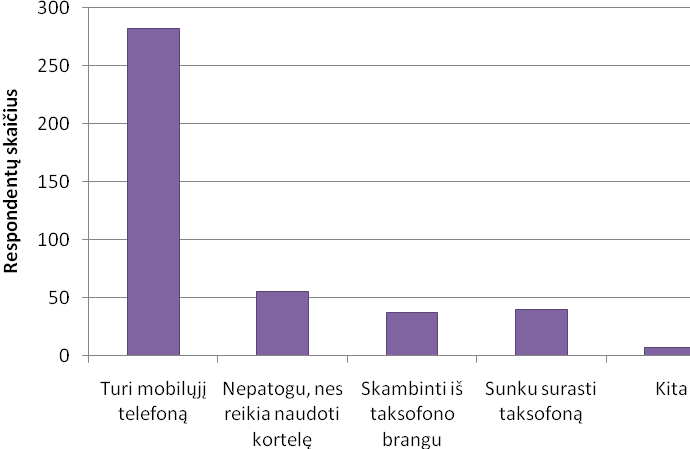 300
250
200
150
100
50
0
Respondentų skaičius
Turi mobilųjį
telefoną
Nepatogu, nes
reikia naudoti
kortelę
Skambinti iš
taksofono
brangu
Sunku surasti
taksofoną
Kita